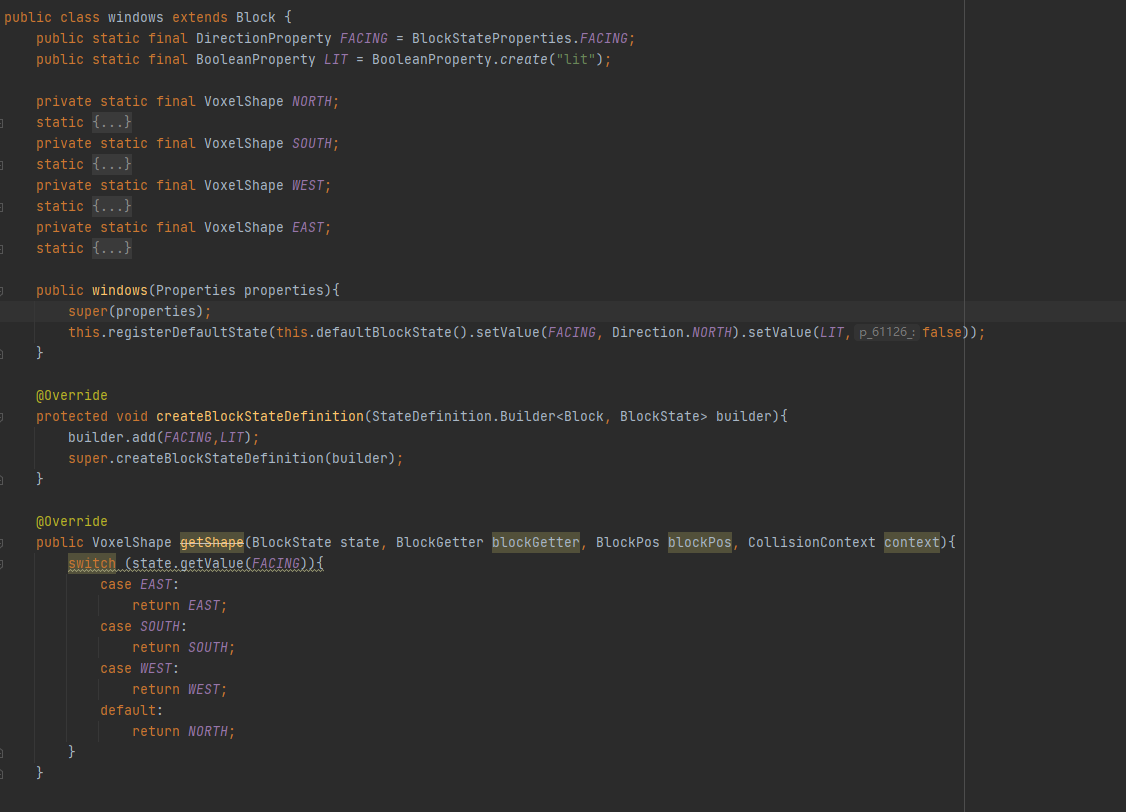 public class windows extends Block {
    public static final DirectionProperty FACING = BlockStateProperties.FACING;
    public static final BooleanProperty LIT = BooleanProperty.create("lit");
    private static final VoxelShape NORTH;
    static {...}
    private static final VoxelShape SOUTH;
    static {...}
    private static final VoxelShape WEST;
    static {...}
    private static final VoxelShape EAST;
    static {...}
    public windows(Properties properties){
        super(properties);
        this.registerDefaultState(this.defaultBlockState().setValue(FACING, Direction.NORTH).setValue(LIT, p_61126_: false));
    }
    @Override
    protected void createBlockStateDefinition(StateDefinition.Builder<Block, BlockState> builder){
        builder.add(FACING,LIT);
        super.createBlockStateDefinition(builder);
    }
    @Override
    public VoxelShape getShape(BlockState state, BlockGetter blockGetter, BlockPos blockPos, CollisionContext context){
        switch (state.getValue(FACING)){
            case EAST:
                return EAST;
            case SOUTH:
                return SOUTH;
            case WEST:
                return WEST;
            default:
                return NORTH;
        }
    }